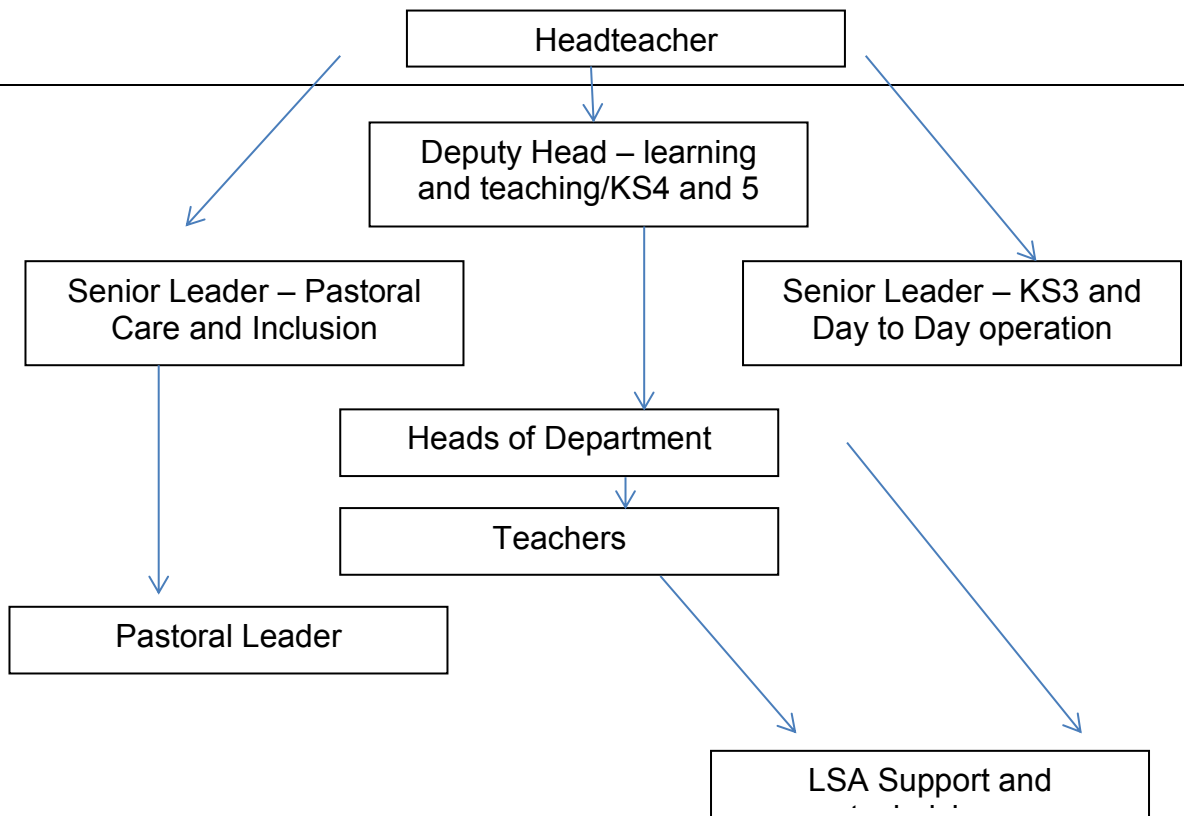 Headteacher
Deputy Head – learning
and teaching/KS4 and 5
Senior Leader – Pastoral
Care and Inclusion
Senior Leader – KS3 and
Day to Day operation
Heads of Department
Teachers
Pastoral Leader
LSA Support and